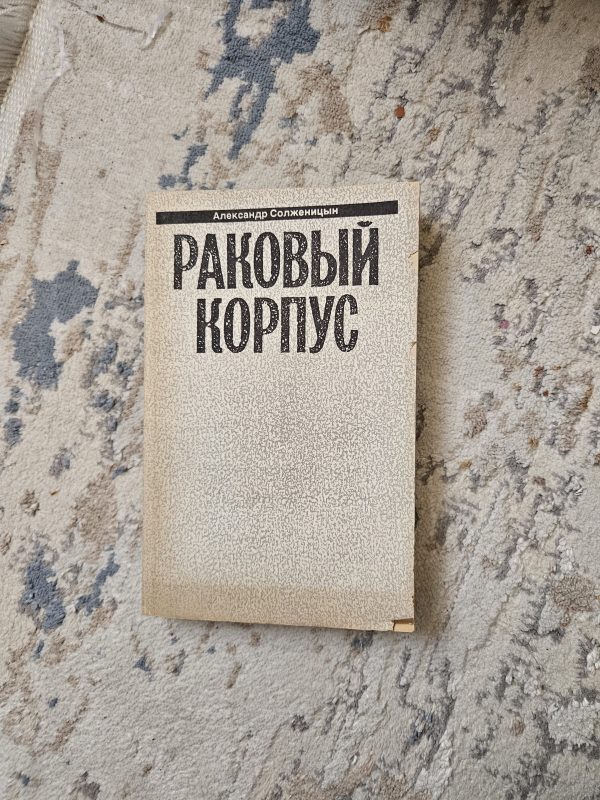 Александр Солженицын
РАКОВЫЙ
КОРПУС